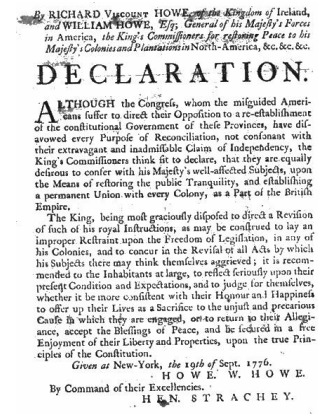 By RICHARD VISCOUNT HOWE, of the Kingdom of Ireland,
and WILLIAM HOWE, Esq; General of his Majesty's Forces
in America, the King's Commissioners for restoring Peace to his
Majesty's Colonies and Plantations in North-America, &c. &c. &c.
DECLARATION.
ALTHOUGH the Congress, whom the misguided Ameri-
cans suffer to direct their Opposition to a re-establishment
of the constitutional Government of these Provinces, have dis-
avowed every Purpose of Reconciliation, not consonant with
their extravagant and inadmissible Claim of Independency, the
King's Commissioners think fit to declare, that they are equally
desirous to confer with his Majesty's well-affected Subjects, upon
the Means of restoring the public Tranquility, and establishing
a permanent Union with every Colony, as a Part of the British
Empire.
The King, being most graciously disposed to direct a Revision
of such of his royal Instructions, as may be construed to lay an
improper Restraint upon the Freedom of Legislation, in any of
his Colonies, and to concur in the Revisal of all Acts by which
his Subjects there may think themselves aggrieved; it is recom-
mended to the Inhabitants at large, to reflect seriously upon their
present Condition and Expectations, and to judge for themselves,
whether it be more consistent with their Honour and Happiness
to offer up their Lives as a Sacrifice to the unjust and precarious
Cause in which they are engaged, or to return to their Allegi-
ance, accept the Blessings of Peace, and be secured in a free
Enjoyment of their Liberty and Properties, upon the true Prin-
ciples of the Constitution.
Given at New-York, the 19th of Sept. 1776.
HOWE. W. HOWE.
By Command of their Excellencies.
HEN. STRACHEY.